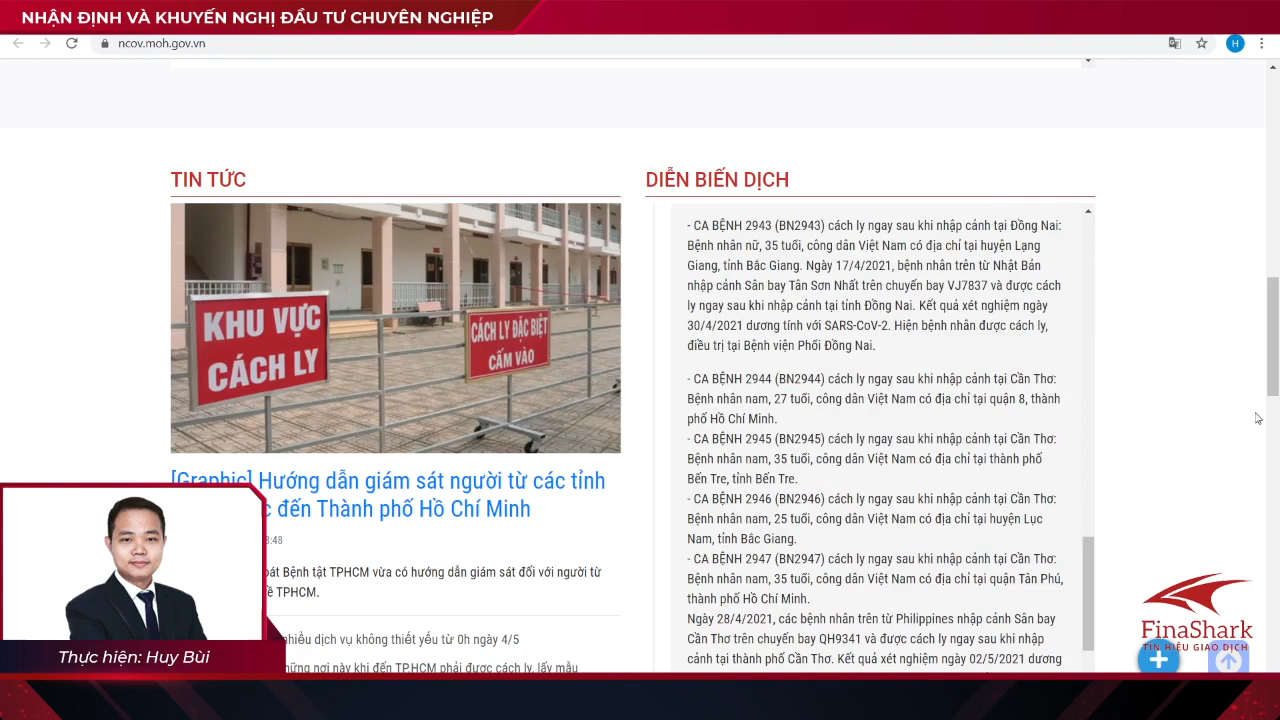 NHẬN ĐỊNH VÀ KHUYẾN NGHỊ ĐẦU TƯ CHUYÊN NGHIỆP
ncov.moh.gov.vn
H
TIN TỨC
KHU VỰC
CÁCH LY
CÁCH LY ĐẶC BIỆT
CẤM VÀO
[Graphic] Hướng dẫn giám sát người từ các tỉnh
đến Thành phố Hồ Chí Minh
3:48
Bệnh tật TPHCM vừa có hướng dẫn giám sát đối với người từ
TPHCM.
nhiều dịch vụ không thiết yếu từ 0h ngày 4/5
những nơi này khi đến TP.HCM phải được cách ly, lấy mẫu
DIỄN BIẾN DỊCH
- CA BỆNH 2943 (BN2943) cách ly ngay sau khi nhập cảnh tại Đồng Nai:
Bệnh nhân nữ, 35 tuổi, công dân Việt Nam có địa chỉ tại huyện Lạng
Giang, tỉnh Bắc Giang. Ngày 17/4/2021, bệnh nhân trên từ Nhật Bản
nhập cảnh Sân bay Tân Sơn Nhất trên chuyến bay VJ7837 và được cách
ly ngay sau khi nhập cảnh tại tỉnh Đồng Nai. Kết quả xét nghiệm ngày
30/4/2021 dương tính với SARS-CoV-2. Hiện bệnh nhân được cách ly,
điều trị tại Bệnh viện Phổi Đồng Nai.
- CA BỆNH 2944 (BN2944) cách ly ngay sau khi nhập cảnh tại Cần Thơ:
Bệnh nhân nam, 27 tuổi, công dân Việt Nam có địa chỉ tại quận 8, thành
phố Hồ Chí Minh.
- CA BỆNH 2945 (BN2945) cách ly ngay sau khi nhập cảnh tại Cần Thơ:
Bệnh nhân nam, 35 tuổi, công dân Việt Nam có địa chỉ tại thành phố
Bến Tre, tỉnh Bến Tre.
- CA BỆNH 2946 (BN2946) cách ly ngay sau khi nhập cảnh tại Cần Thơ:
Bệnh nhân nam, 25 tuổi, công dân Việt Nam có địa chỉ tại huyện Lục
Nam, tỉnh Bắc Giang.
- CA BỆNH 2947 (BN2947) cách ly ngay sau khi nhập cảnh tại Cần Thơ:
Bệnh nhân nam, 35 tuổi, công dân Việt Nam có địa chỉ tại quận Tân Phú,
thành phố Hồ Chí Minh.
Ngày 28/4/2021, các bệnh nhân trên từ Philippines nhập cảnh Sân bay
Cần Thơ trên chuyến bay QH9341 và được cách ly ngay sau khi nhập
cảnh tại thành phố Cần Thơ. Kết quả xét nghiệm ngày 02/5/2021 dương
Thực hiện: Huy Bùi
FinaShark
TÍN HIỆU GIAO DỊCH